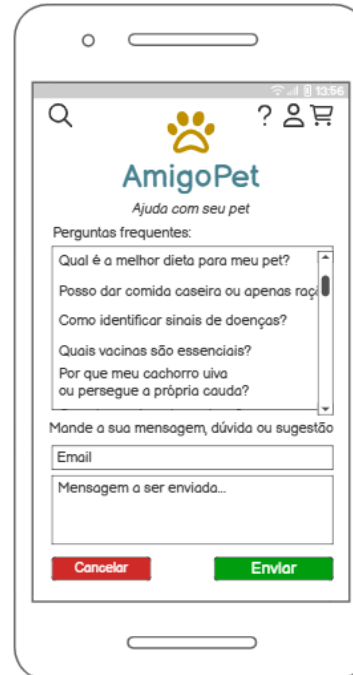 13:56
?
AmigoPet
Ajuda com seu pet
Perguntas frequentes:
Qual é a melhor dieta para meu pet?
Posso dar comida caseira ou apenas raçã
Como identificar sinais de doenças?
Quais vacinas são essenciais?
Por que meu cachorro uiva
ou persegue a própria cauda?
Mande a sua mensagem, dúvida ou sugestão
Email
Mensagem a ser enviada...
Cancelar
Enviar